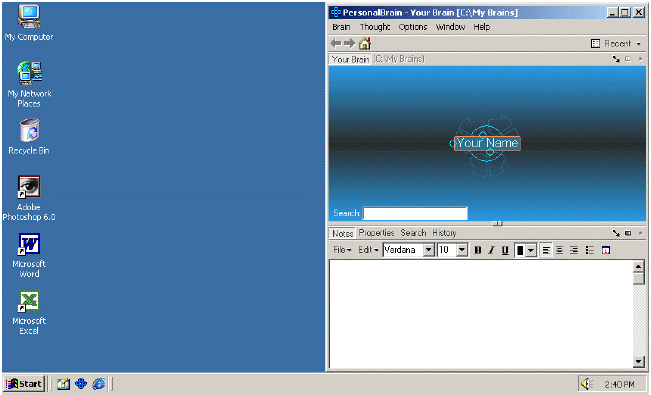 My Computer
My Network
Places
Recycle Bin
Adobe
Photoshop 6.0
Microsoft
Word
Microsoft
Excel
PersonalBrain - Your Brain [C:\My Brains]
Brain Thought Options Window Help
Recent
Your Brain [C:\My Brains]
Your Name
Search
Notes Properties Search History
File Edit Verdana 10 B I U
Start
2:40 PM